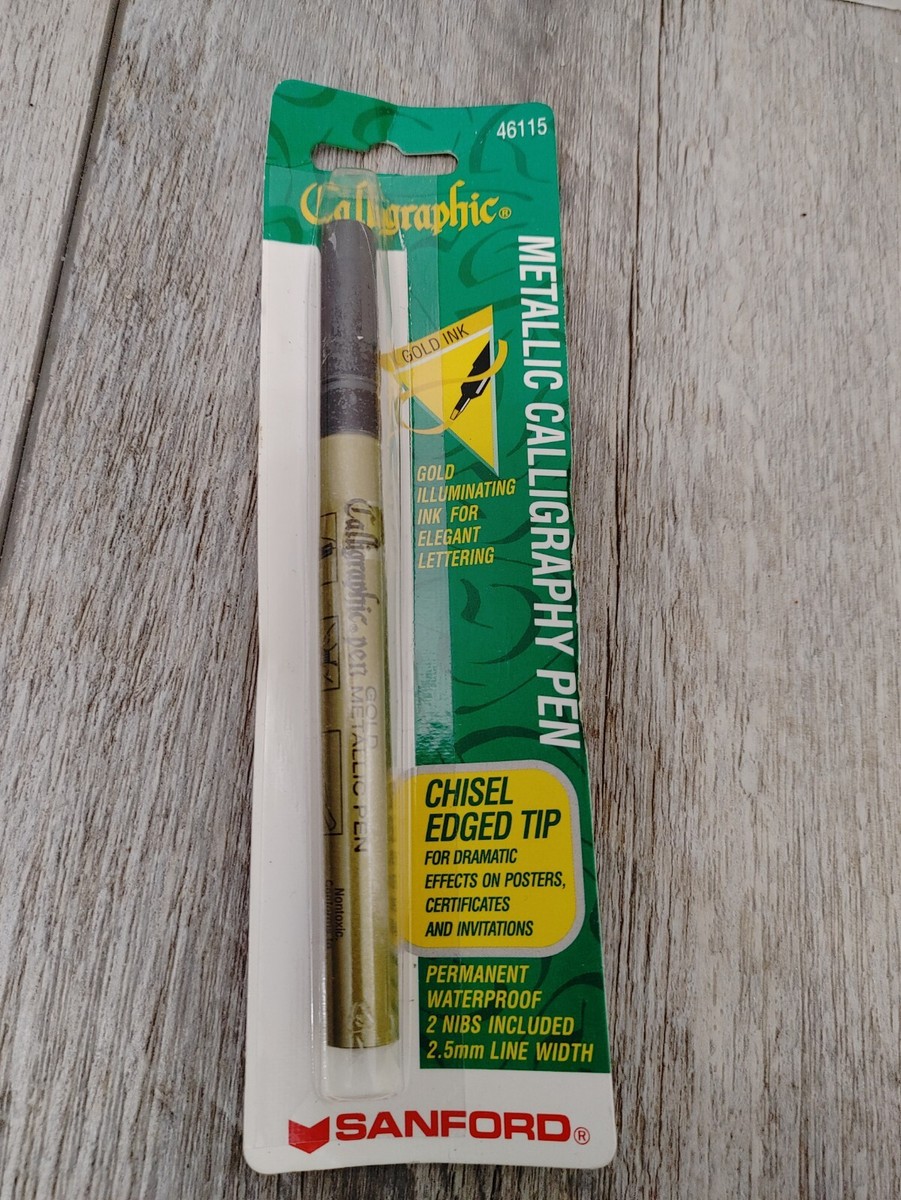 46115
Calligraphic®
METALLIC CALLIGRAPHY PEN
GOLD INK
GOLD
ILLUMINATING
INK FOR
ELEGANT
LETTERING
Calligraphic pen
GOLD
METALLIC PEN
Nontoxic
CHISEL
EDGED TIP
FOR DRAMATIC
EFFECTS ON POSTERS,
CERTIFICATES
AND INVITATIONS
PERMANENT
WATERPROOF
2 NIBS INCLUDED
2.5mm LINE WIDTH
SANFORD®